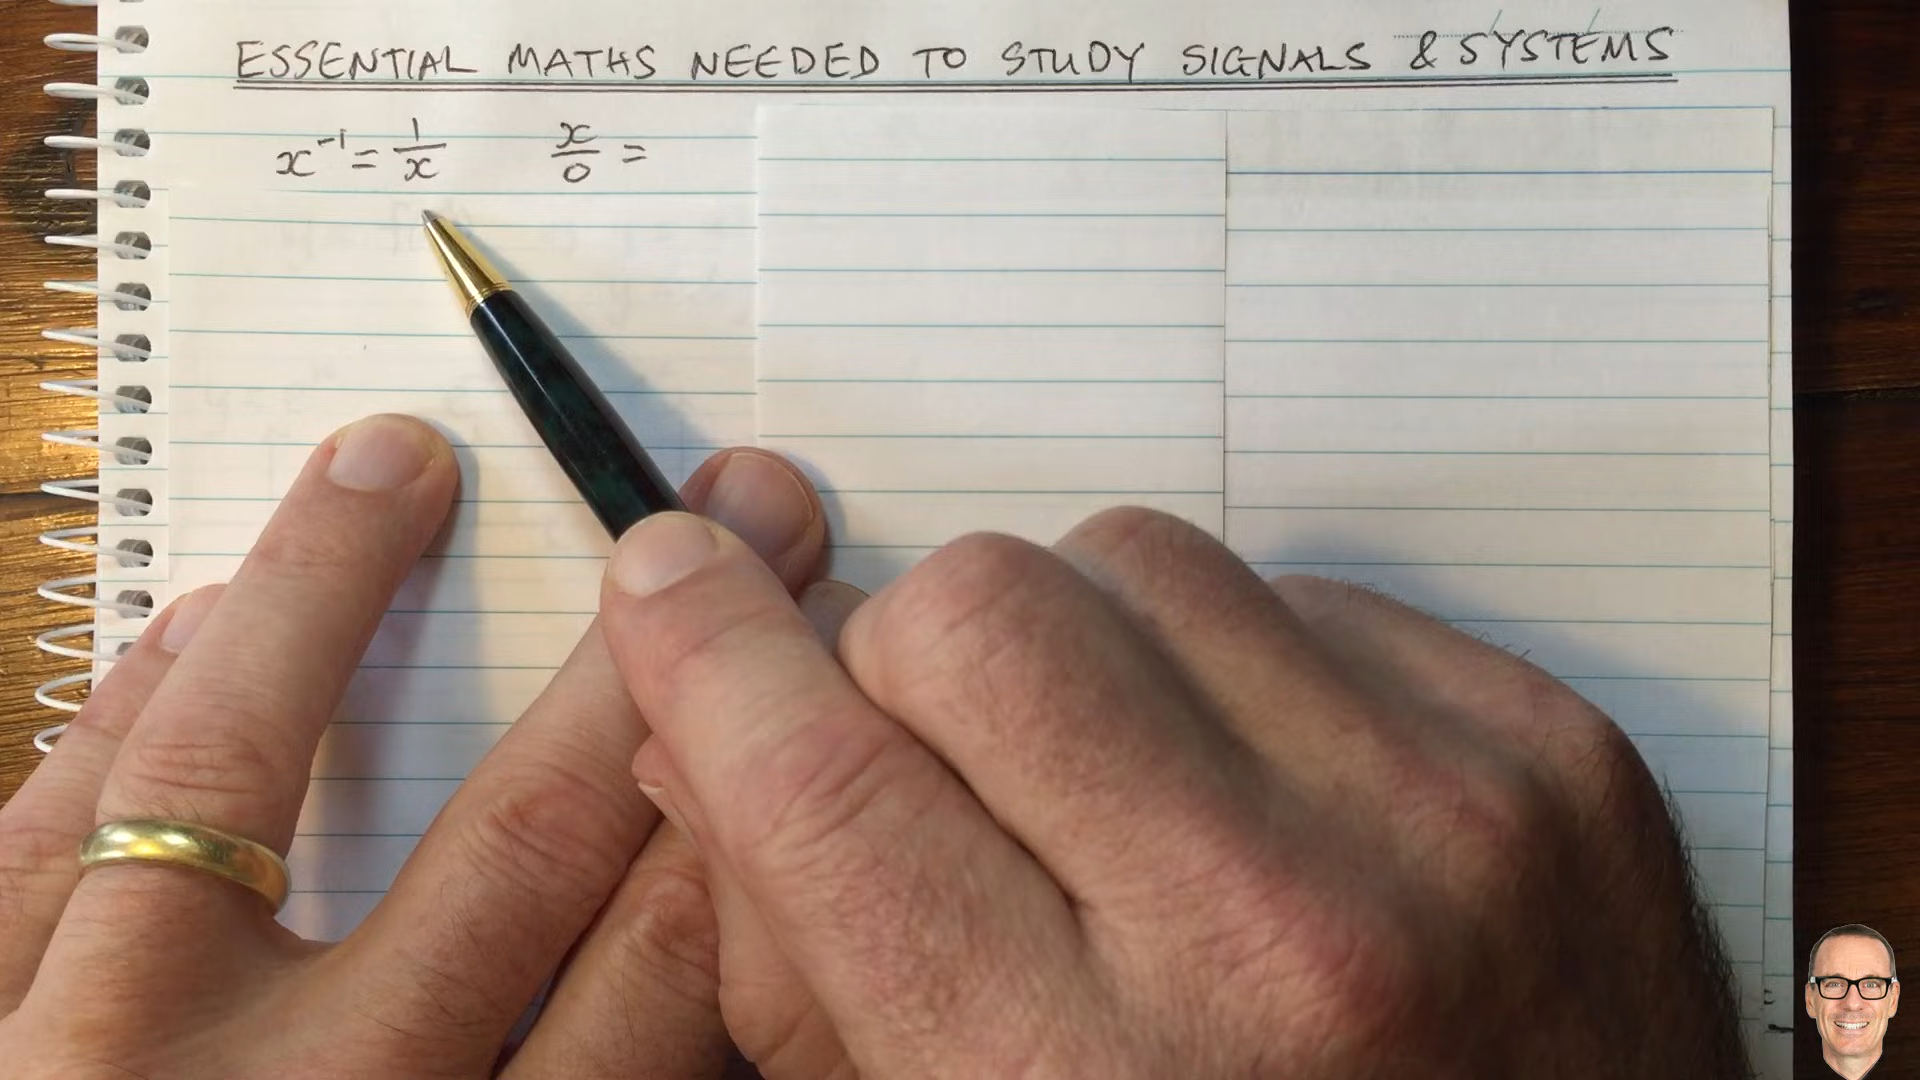 ESSENTIAL MATHS NEEDED TO STUDY SIGNALS & SYSTEMS
x⁻¹ = 1/x x/0 =